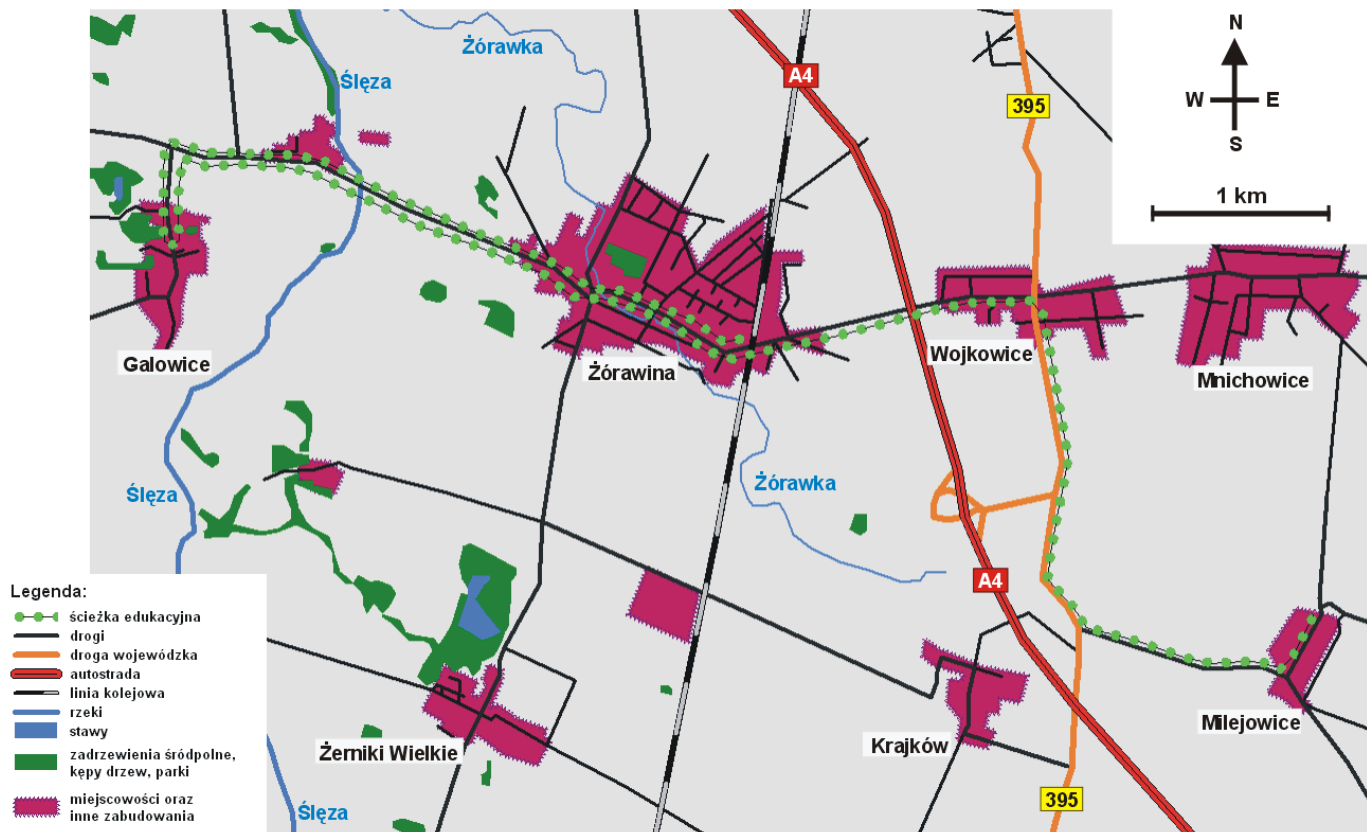 Żórawka
N
Ślęza
A4
W
E
395
S
1 km
Galowice
Żórawina
Wojkowice
Mnichowice
Ślęza
Żórawka
A4
Legenda:
ścieżka edukacyjna
drogi
droga wojewódzka
autostrada
linia kolejowa
rzeki
stawy
zadrzewienia śródpolne,
kępy drzew, parki
miejscowości oraz
inne zabudowania
Żerniki Wielkie
Krajków
Milejowice
395
Ślęza